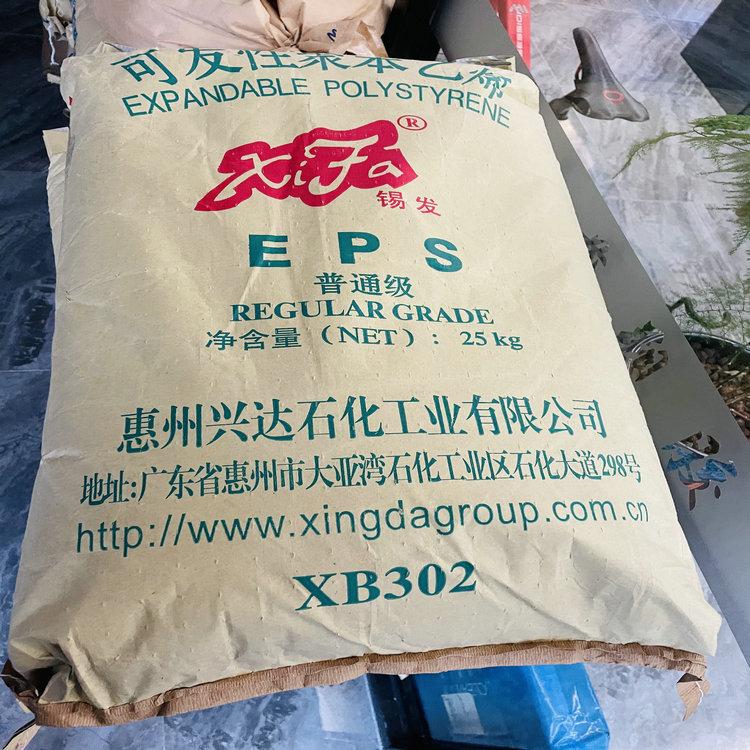 可发性聚苯乙烯
EXPANDABLE POLYSTYRENE
XiFa®
锡发
EPS
普通级
REGULAR GRADE
净含量（NET）：25kg
惠州兴达石化工业有限公司
地址:广东省惠州市大亚湾石化工业区石化大道298号
http://www.xingdagroup.com.cn
XB302